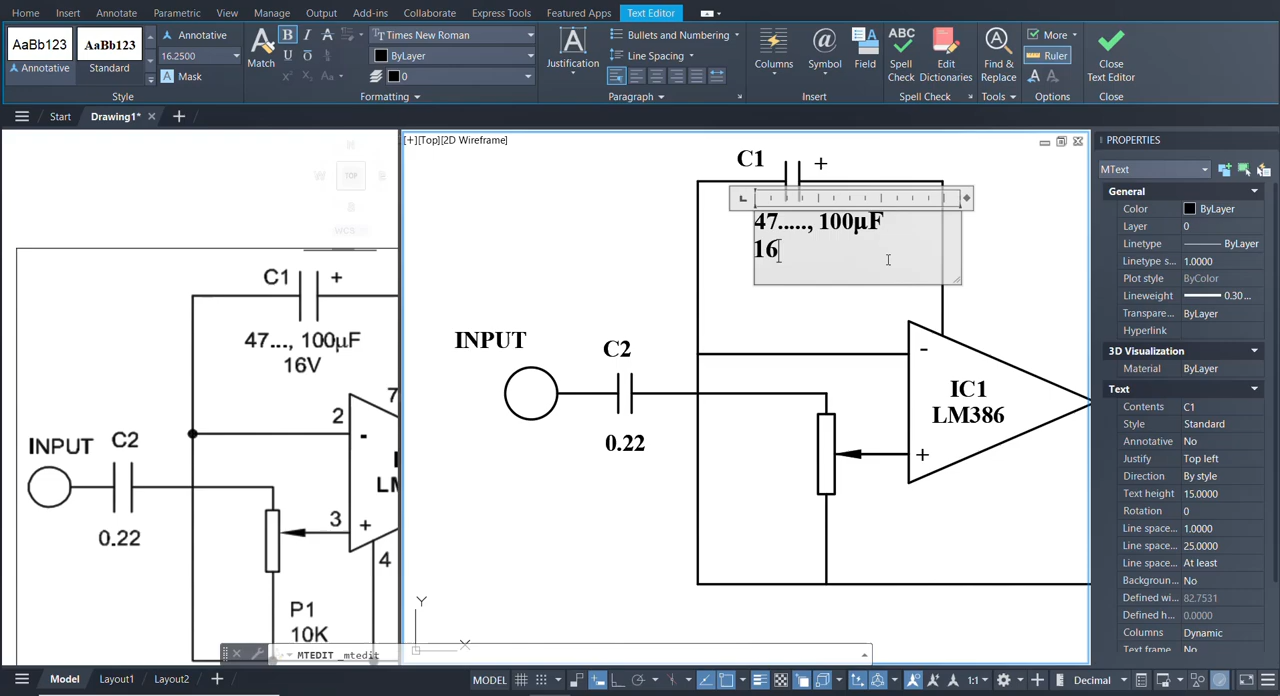 Home Insert Annotate Parametric View Manage Output Add-ins Collaborate Express Tools Featured Apps Text Editor
AaBb123 AaBb123 Annotative
Annotative Standard 16.2500
Mask
Style
Match
B I A
U O
Times New Roman
ByLayer
0
Formatting
A
Justification
Bullets and Numbering
Line Spacing
Paragraph
Columns
@
Symbol
Field
Insert
ABC
Spell
Check
Edit
Dictionaries
Spell Check
Find &
Replace
Tools
More
Ruler
Options
Close
Text Editor
Close
Start Drawing1*
TOP
WCS
C1 +
47..., 100µF
16V
7
2
-
INPUT
C2
0.22
3
+
4
P1
10K
[+][Top][2D Wireframe]
C1 +
47....., 100µF
16
INPUT
C2
0.22
-
IC1
LM386
+
Y
X
MTEDIT _mtedit
PROPERTIES
MText
General
Color ByLayer
Layer 0
Linetype ByLayer
Linetype s... 1.0000
Plot style ByColor
Lineweight 0.30...
Transpare... ByLayer
Hyperlink
3D Visualization
Material ByLayer
Text
Contents C1
Style Standard
Annotative No
Justify Top left
Direction By style
Text height 15.0000
Rotation 0
Line space... 1.0000
Line space... 25.0000
Line space... At least
Backgroun... No
Defined wi... 82.7531
Defined h... 0.0000
Columns Dynamic
Text frame No
Model Layout1 Layout2
MODEL
1:1
Decimal